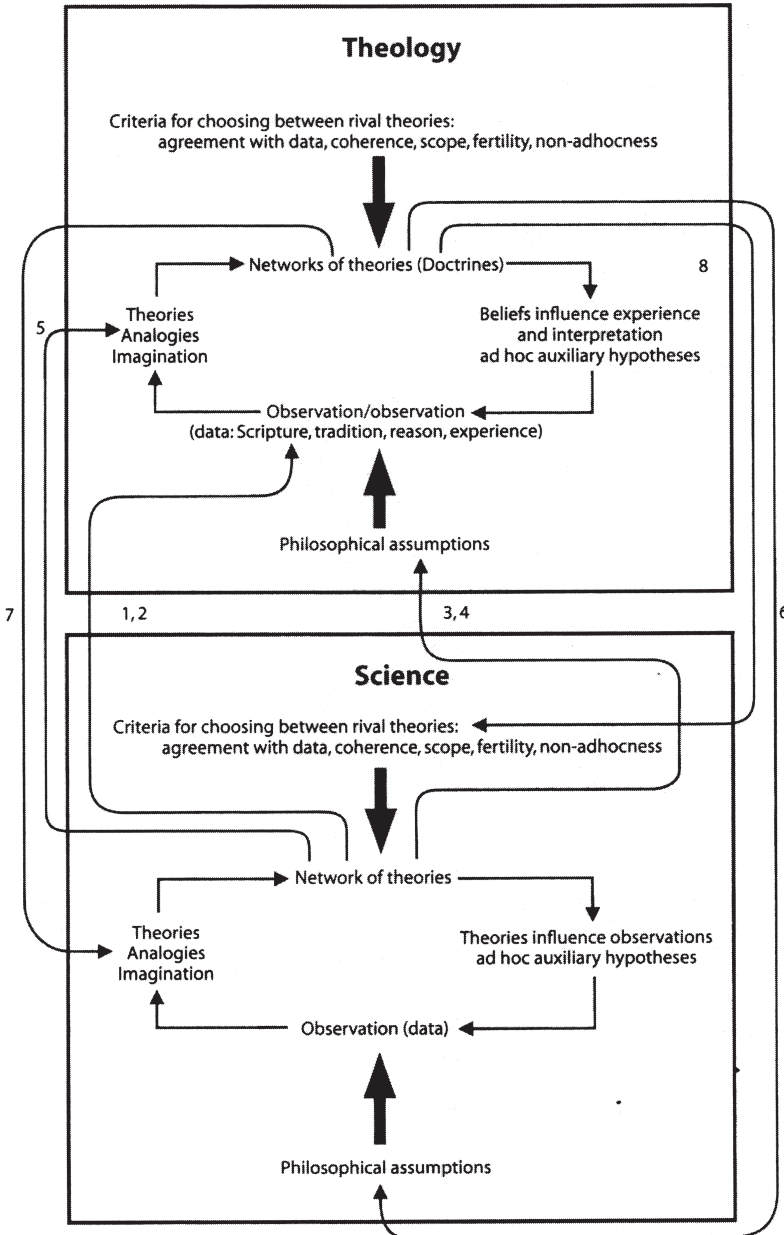 Theology
Criteria for choosing between rival theories:
agreement with data, coherence, scope, fertility, non-adhocness
Networks of theories (Doctrines)
8
5
Theories
Analogies
Imagination
Beliefs influence experience
and interpretation
ad hoc auxiliary hypotheses
Observation/observation
(data: Scripture, tradition, reason, experience)
Philosophical assumptions
7
1, 2
3, 4
6
Science
Criteria for choosing between rival theories:
agreement with data, coherence, scope, fertility, non-adhocness
Network of theories
Theories
Analogies
Imagination
Theories influence observations
ad hoc auxiliary hypotheses
Observation (data)
Philosophical assumptions